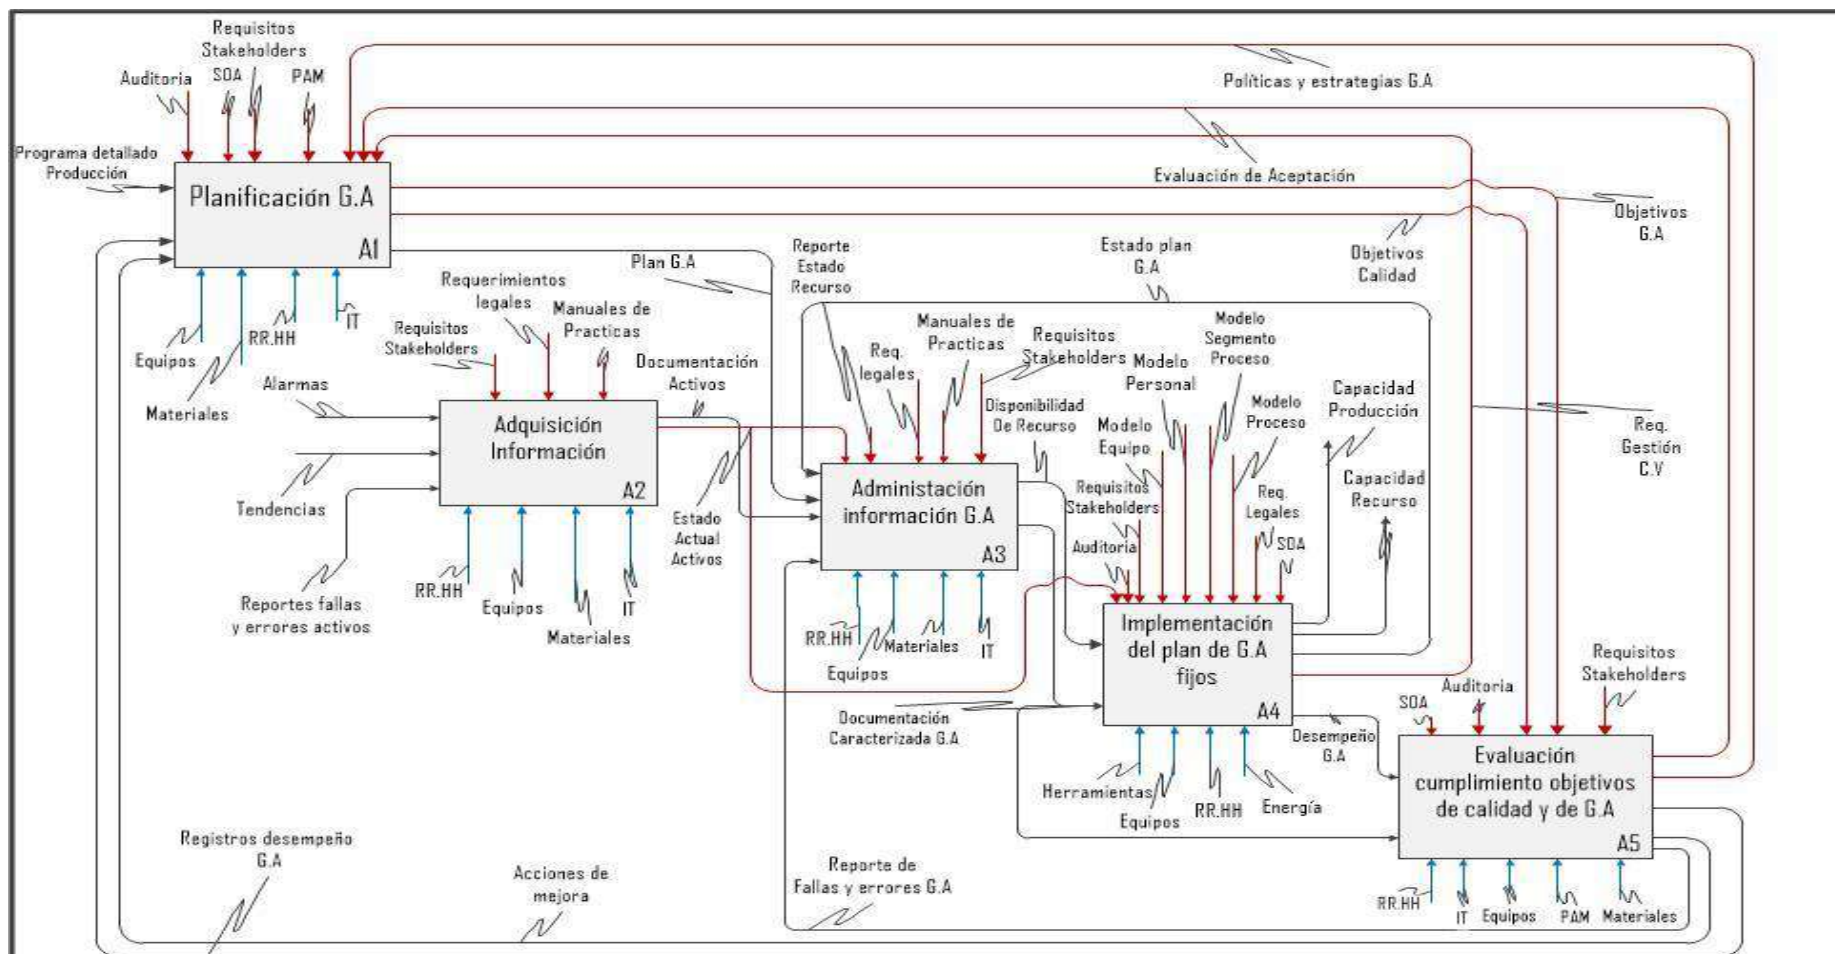 Requisitos
Stakeholders
Auditoria
SOA
PAM
Programa detallado
Producción
Planificación G.A
A1
Equipos
Materiales
RR.HH
IT
Políticas y estrategias G.A
Evaluación de Aceptación
Objetivos
G.A
Objetivos
Calidad
Estado plan
G.A
Plan G.A
Reporte
Estado
Recurso
Requerimientos
legales
Requisitos
Stakeholders
Manuales de
Practicas
Documentación
Activos
Alarmas
Tendencias
Reportes fallas
y errores activos
Adquisición
Información
A2
RR.HH
Equipos
Materiales
IT
Estado
Actual
Activos
Req.
legales
Manuales de
Practicas
Requisitos
Stakeholders
Disponibilidad
De Recurso
Administación
información G.A
A3
RR.HH
Equipos
Materiales
IT
Auditoria
Requisitos
Stakeholders
Modelo
Equipo
Modelo
Personal
Modelo
Segmento
Proceso
Modelo
Proceso
Req.
Legales
SOA
Capacidad
Producción
Capacidad
Recurso
Req.
Gestión
C.V
Implementación
del plan de G.A
fijos
A4
Documentación
Caracterizada G.A
Herramientas
Equipos
RR.HH
Energía
Desempeño
G.A
SOA
Auditoria
Requisitos
Stakeholders
Evaluación
cumplimiento objetivos
de calidad y de G.A
A5
RR.HH
IT
Equipos
PAM
Materiales
Registros desempeño
G.A
Acciones de
mejora
Reporte de
Fallas y errores G.A